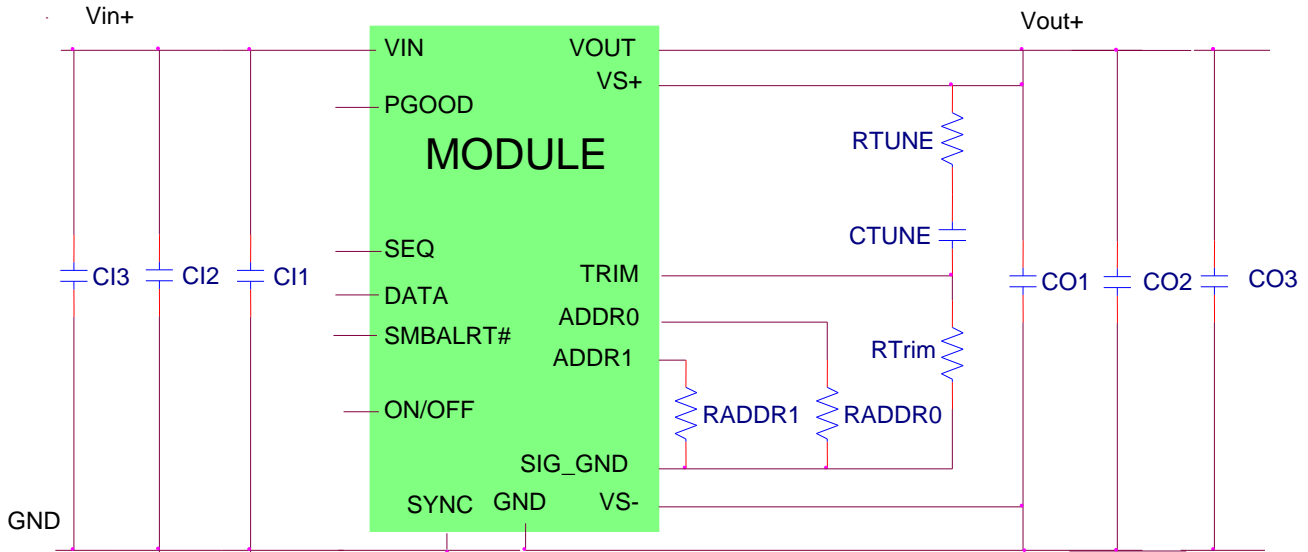 Vin+
Vout+
VIN
VOUT
VS+
PGOOD
MODULE
RTUNE
SEQ
CTUNE
CI3
CI2
CI1
TRIM
CO1
CO2
CO3
DATA
ADDR0
SMBALRT#
ADDR1
RTrim
ON/OFF
RADDR1
RADDR0
SIG_GND
SYNC
GND
VS-
GND